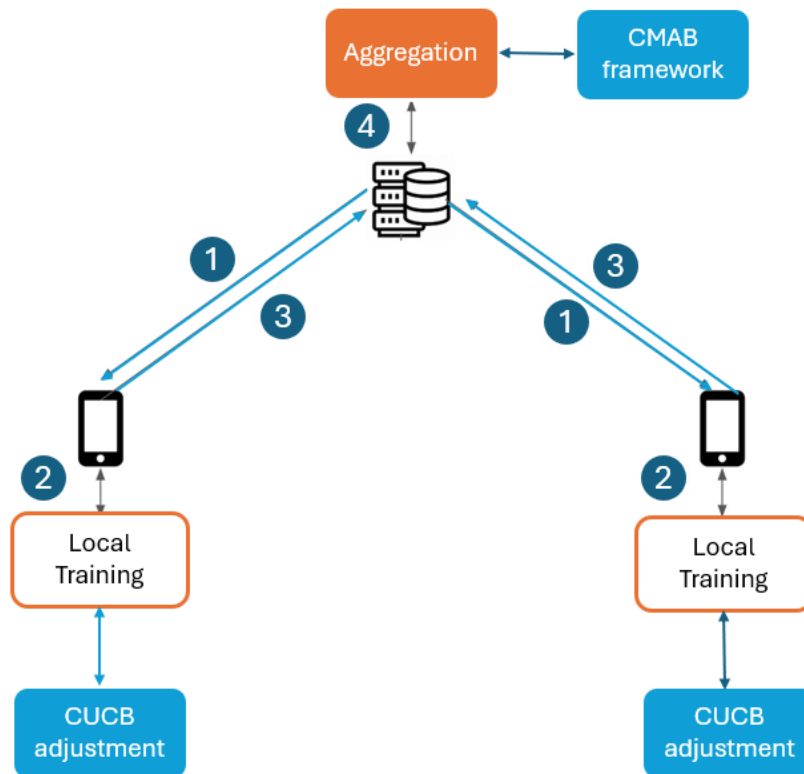 Aggregation
CMAB
framework
4
1
3
3
1
2
2
Local
Training
Local
Training
CUCB
adjustment
CUCB
adjustment